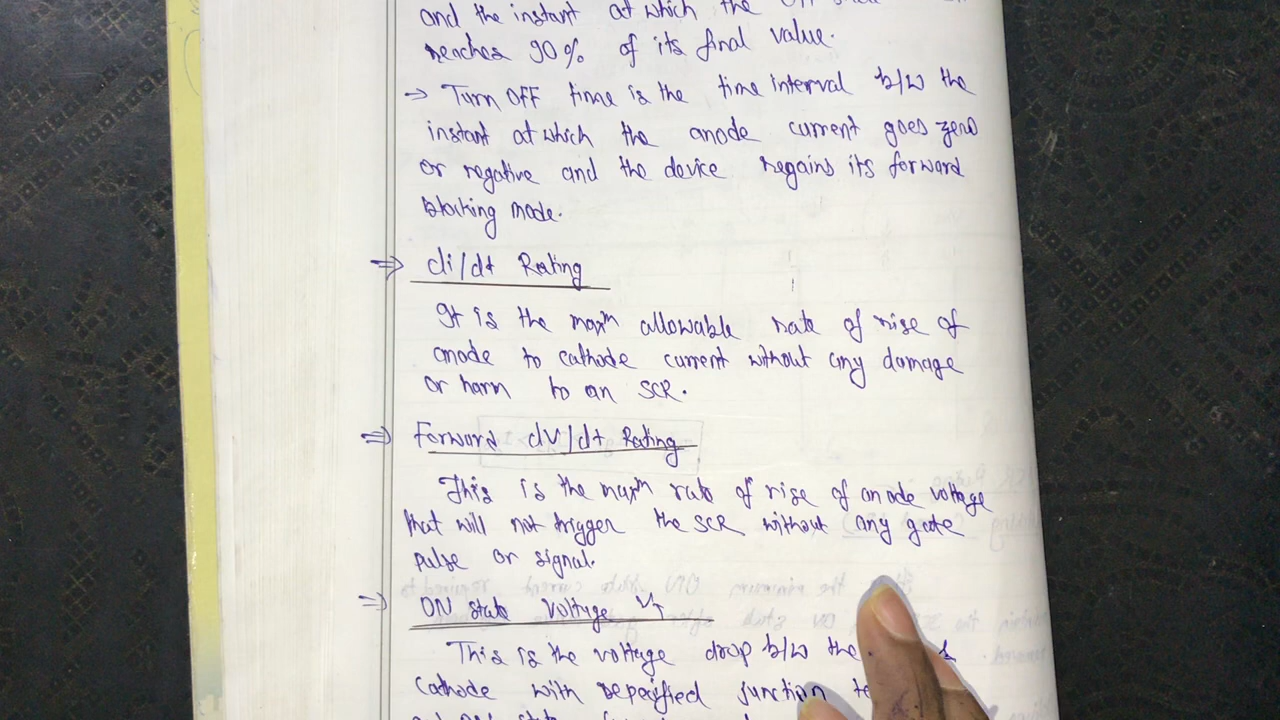 and the instant at which the
reaches 90% of its final value.
→ Turn OFF time is the time interval b/w the
instant at which the anode current goes zero
or negative and the device regains its forward
blocking mode.
⇒ di/dt Rating
It is the maxm allowable rate of rise of
anode to cathode current without any damage
or harm to an SCR.
⇒ Forward dV/dt Rating
This is the maxm rate of rise of anode voltage
that will not trigger the SCR without any gate
pulse or signal.
⇒ ON state Voltage VT
This is the voltage drop b/w the
cathode with sepcified junction